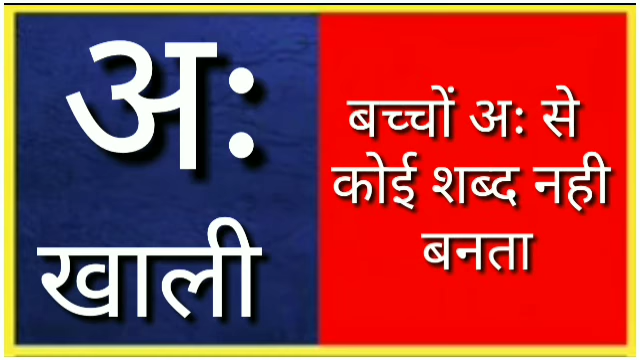 अः
खाली
बच्चों अः से
कोई शब्द नही
बनता